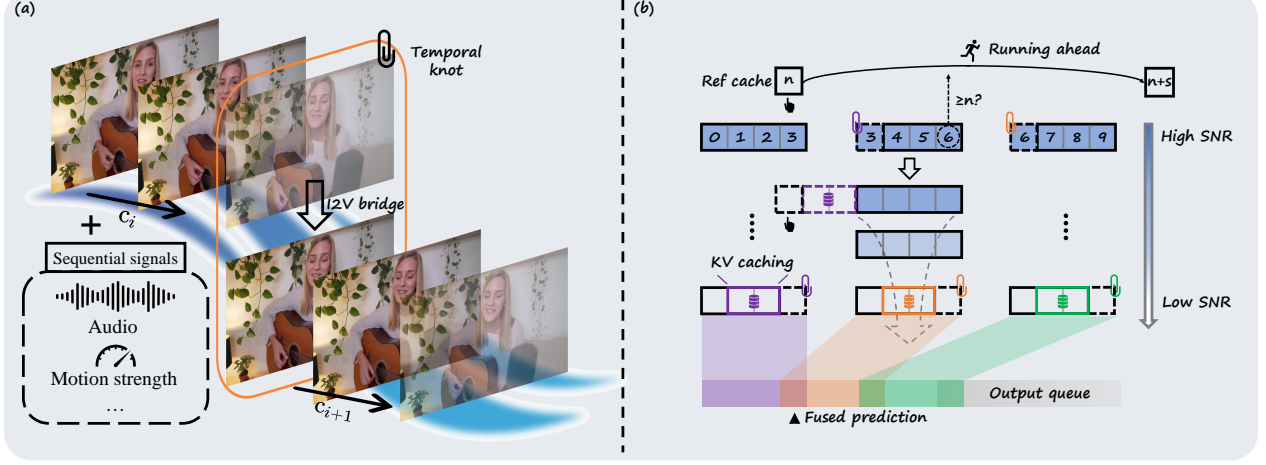 (a)
Temporal
knot
I2V bridge
c_i
+
Sequential signals
Audio
Motion strength
...
c_{i+1}
(b)
Running ahead
Ref cache
n
n+s
≥n?
0 1 2 3
3 4 5 6
6 7 8 9
High SNR
KV caching
Low SNR
Output queue
▲ Fused prediction